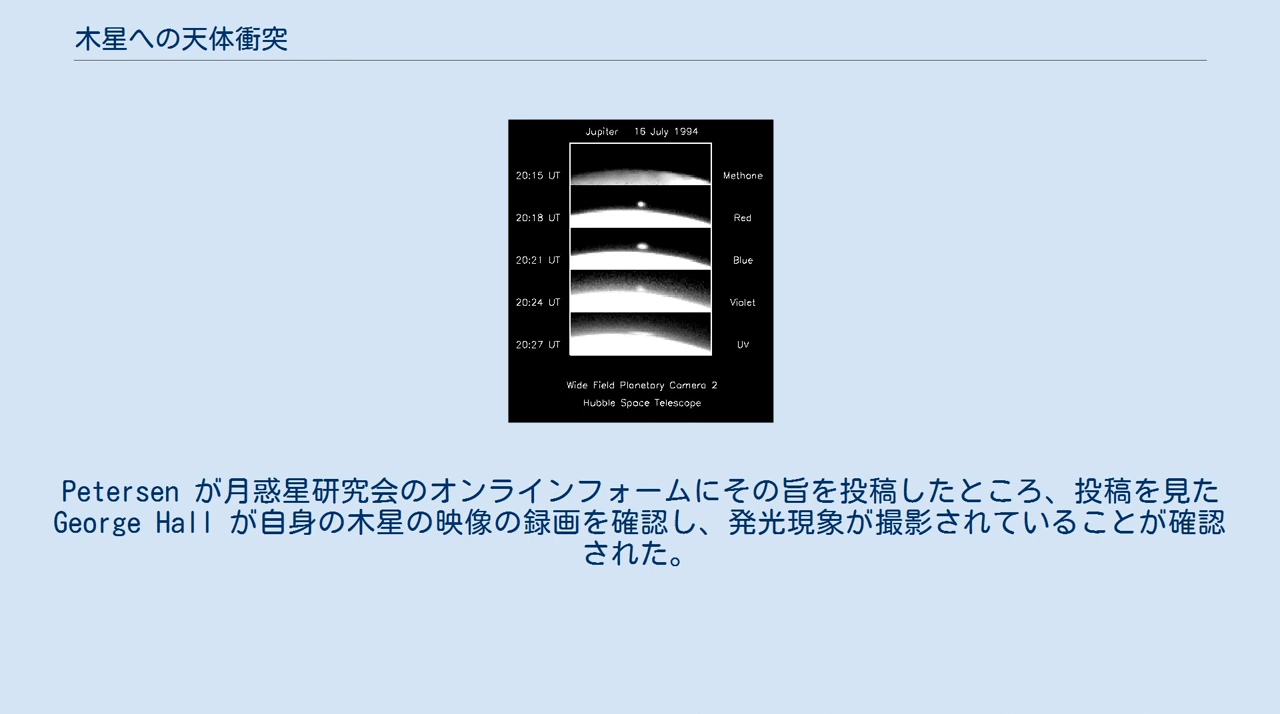 木星への天体衝突
Jupiter 16 July 1994
20:15 UT Methane
20:18 UT Red
20:21 UT Blue
20:24 UT Violet
20:27 UT UV
Wide Field Planetary Camera 2
Hubble Space Telescope
Petersen が月惑星研究会のオンラインフォームにその旨を投稿したところ、投稿を見た
George Hall が自身の木星の映像の録画を確認し、発光現象が撮影されていることが確認
された。